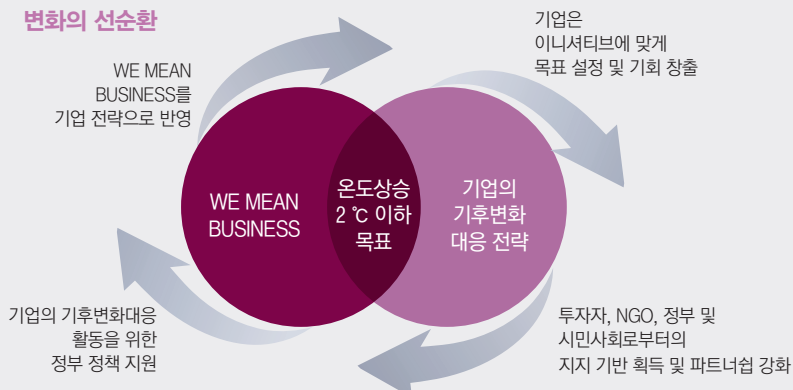 변화의 선순환
WE MEAN
BUSINESS를
기업 전략으로 반영
기업은
이니셔티브에 맞게
목표 설정 및 기회 창출
WE MEAN
BUSINESS
온도상승
2 ℃ 이하
목표
기업의
기후변화
대응 전략
기업의 기후변화대응
활동을 위한
정부 정책 지원
투자자, NGO, 정부 및
시민사회로부터의
지지 기반 획득 및 파트너쉽 강화